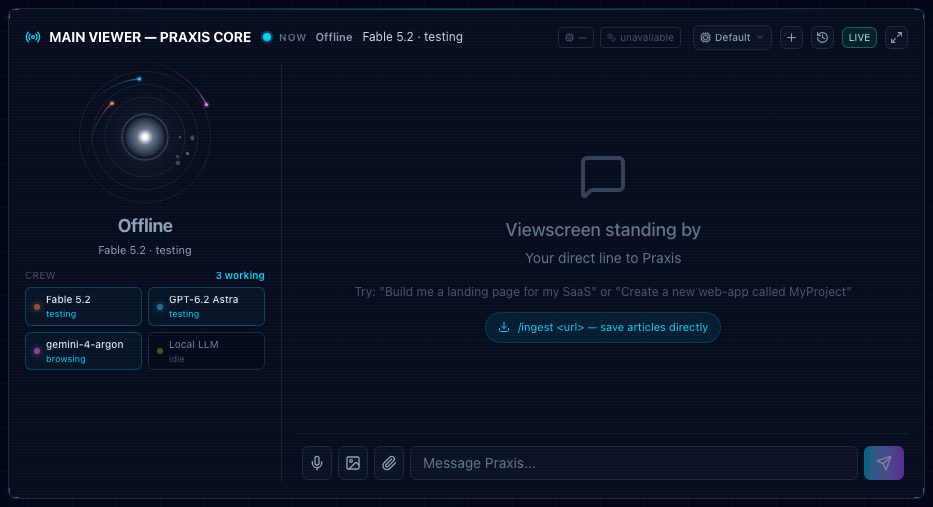 MAIN VIEWER — PRAXIS CORE NOW Offline Fable 5.2 · testing
— unavailable Default LIVE
Offline
Fable 5.2 · testing
CREW 3 working
Fable 5.2
testing
GPT-6.2 Astra
testing
gemini-4-argon
browsing
Local LLM
idle
Viewscreen standing by
Your direct line to Praxis
Try: "Build me a landing page for my SaaS" or "Create a new web-app called MyProject"
/ingest <url> — save articles directly
Message Praxis...